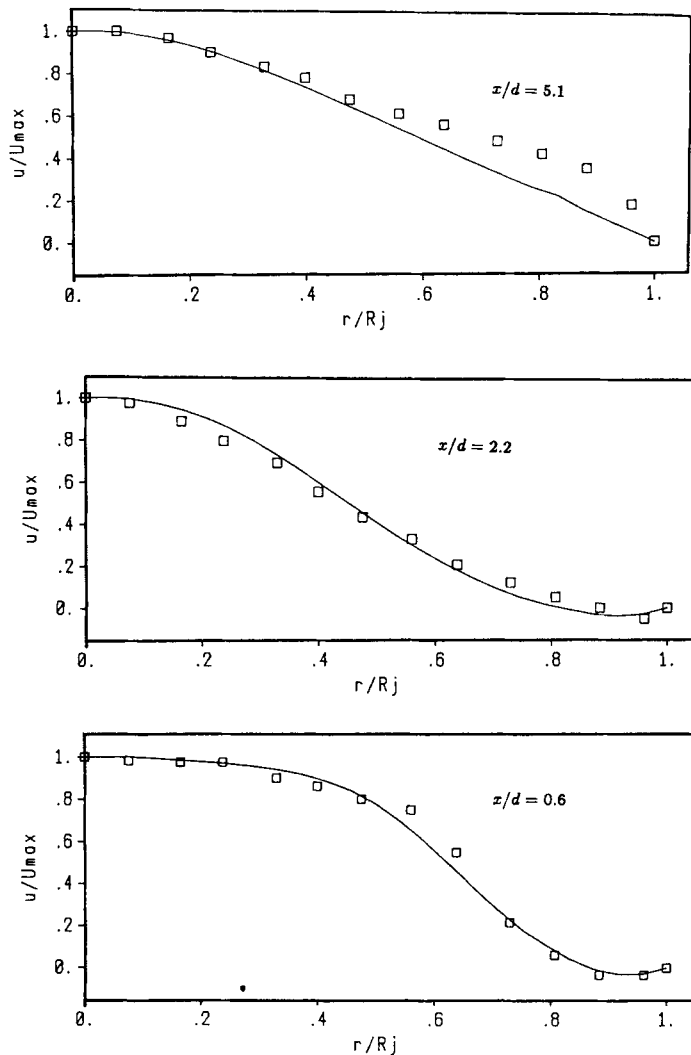 1.
.8
.6
.4
.2
0.
u/Umax
x/d = 5.1
0. .2 .4 .6 .8 1.
r/Rj
1.
.8
.6
.4
.2
0.
u/Umax
x/d = 2.2
0. .2 .4 .6 .8 1.
r/Rj
1.
.8
.6
.4
.2
0.
u/Umax
x/d = 0.6
0. .2 .4 .6 .8 1.
r/Rj